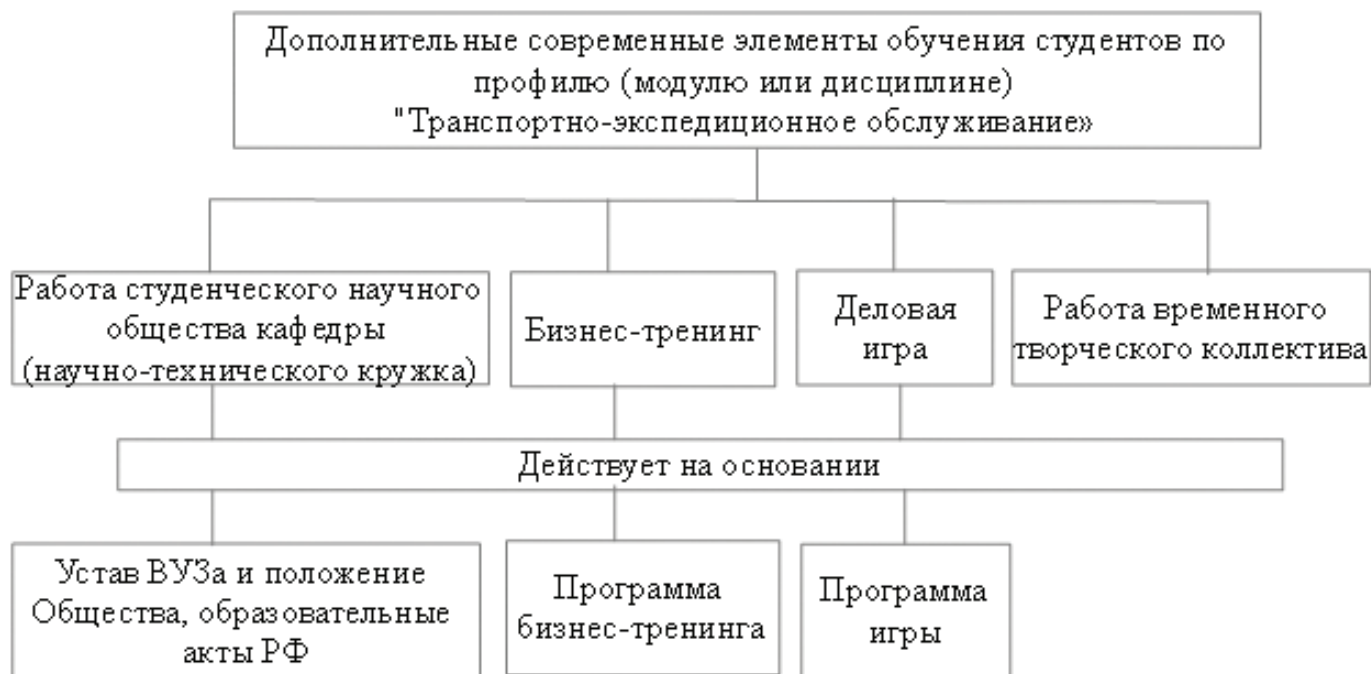 Дополнительные современные элементы обучения студентов по
профилю (модулю или дисциплине)
"Транспортно-экспедиционное обслуживание»
Работа студенческого научного
общества кафедры
(научно-технического кружка)
Бизнес-тренинг
Деловая
игра
Работа временного
творческого коллектива
Действует на основании
Устав ВУЗа и положение
Общества, образовательные
акты РФ
Программа
бизнес-тренинга
Программа
игры